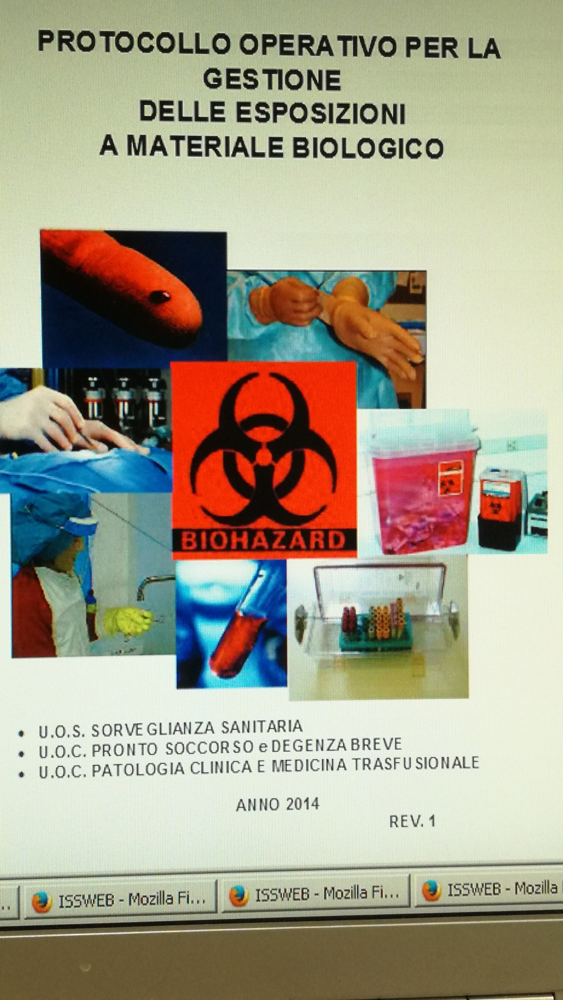 PROTOCOLLO OPERATIVO PER LA
GESTIONE
DELLE ESPOSIZIONI
A MATERIALE BIOLOGICO
BIOHAZARD
• U.O.S. SORVEGLIANZA SANITARIA
• U.O.C. PRONTO SOCCORSO e DEGENZA BREVE
• U.O.C. PATOLOGIA CLINICA E MEDICINA TRASFUSIONALE
ANNO 2014
REV. 1
ISSWEB - Mozilla Fi...
ISSWEB - Mozilla Fi...
ISSWEB - Mozilla